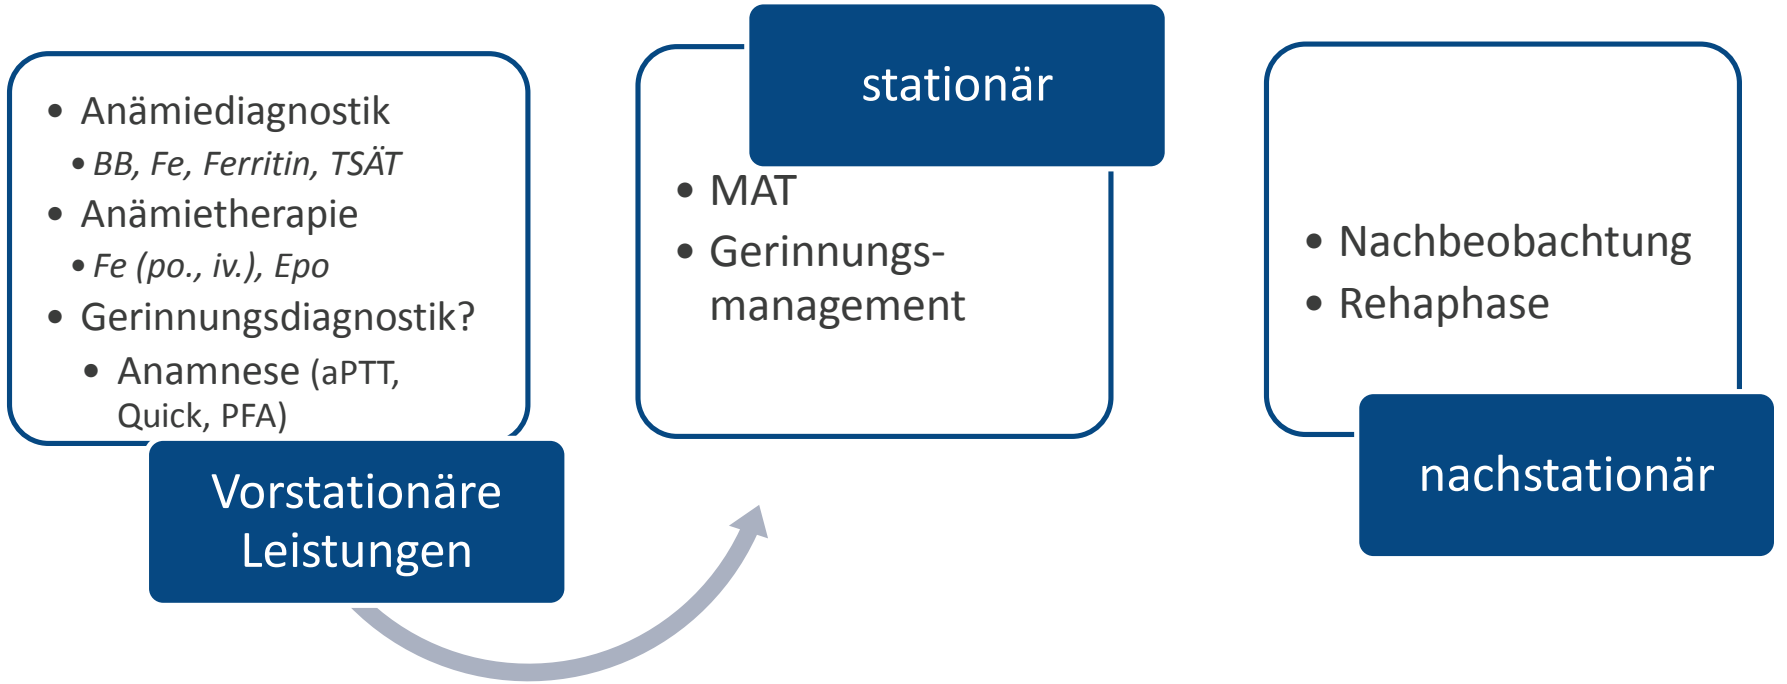 • Anämiediagnostik
• BB, Fe, Ferritin, TSÄT
• Anämietherapie
• Fe (po., iv.), Epo
• Gerinnungsdiagnostik?
• Anamnese (aPTT,
Quick, PFA)
Vorstationäre
Leistungen
stationär
• MAT
• Gerinnungs-
management
• Nachbeobachtung
• Rehaphase
nachstationär